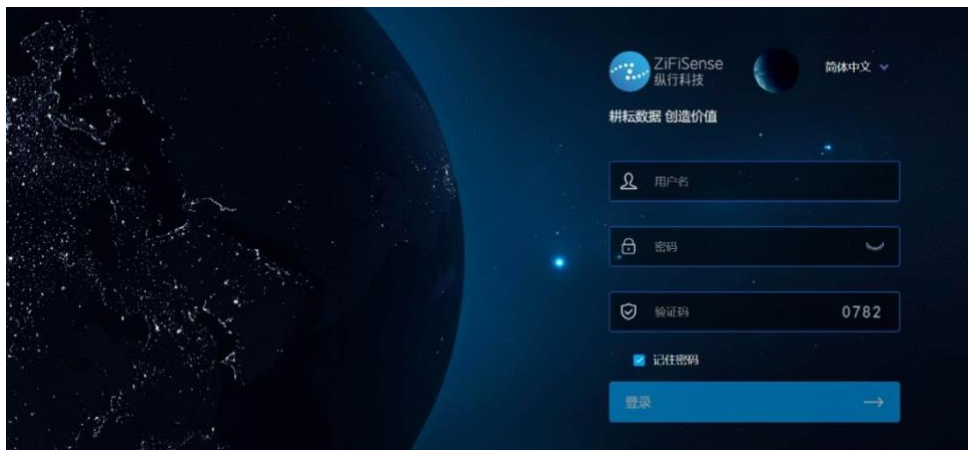 ZiFiSense
纵行科技
简体中文
耕耘数据 创造价值
用户名
密码
验证码 0782
记住密码
登录